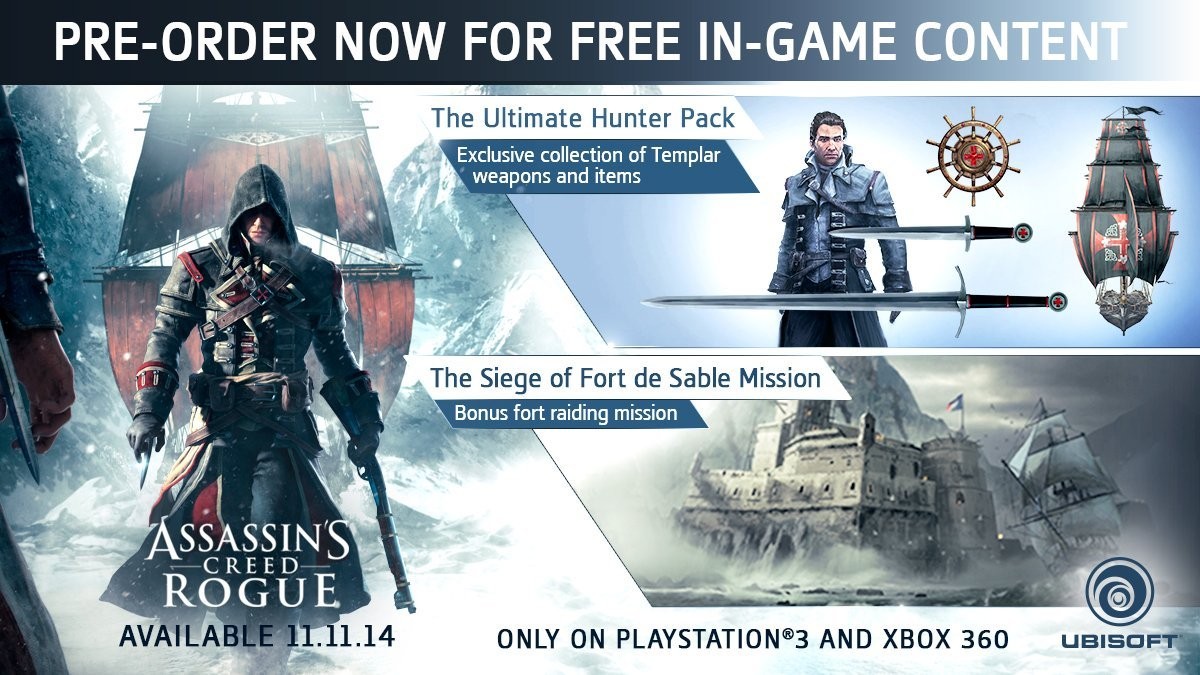 PRE-ORDER NOW FOR FREE IN-GAME CONTENT
The Ultimate Hunter Pack
Exclusive collection of Templar
weapons and items
The Siege of Fort de Sable Mission
Bonus fort raiding mission
ASSASSIN'S
CREED
ROGUE
AVAILABLE 11.11.14
ONLY ON PLAYSTATION®3 AND XBOX 360
UBISOFT